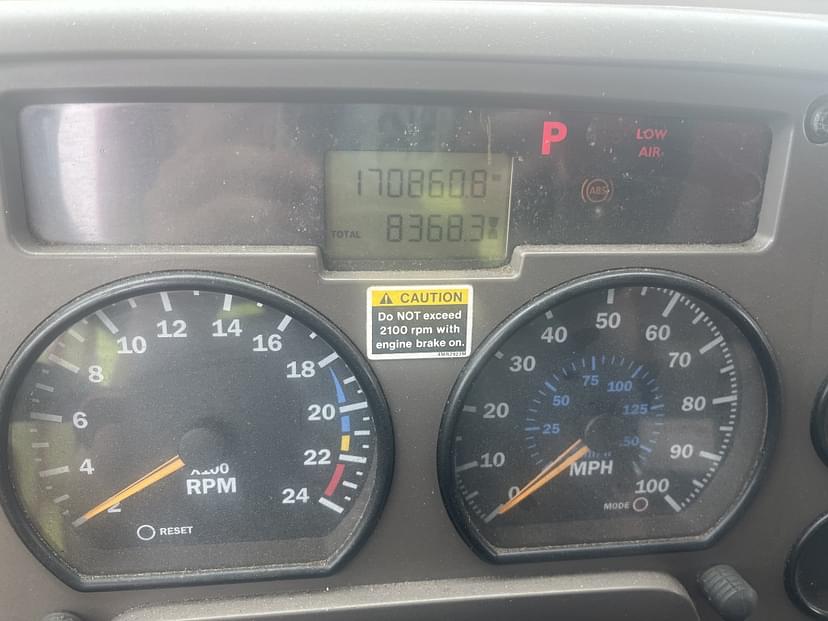 P
LOW
AIR
170860.8
ABS
TOTAL 8368.3
CAUTION
Do NOT exceed
2100 rpm with
engine brake on.
2
4
6
8
10
12
14
16
18
20
22
24
X100
RPM
RESET
0
10
20
30
40
50
60
70
80
90
100
25
50
75
100
125
MPH
MODE